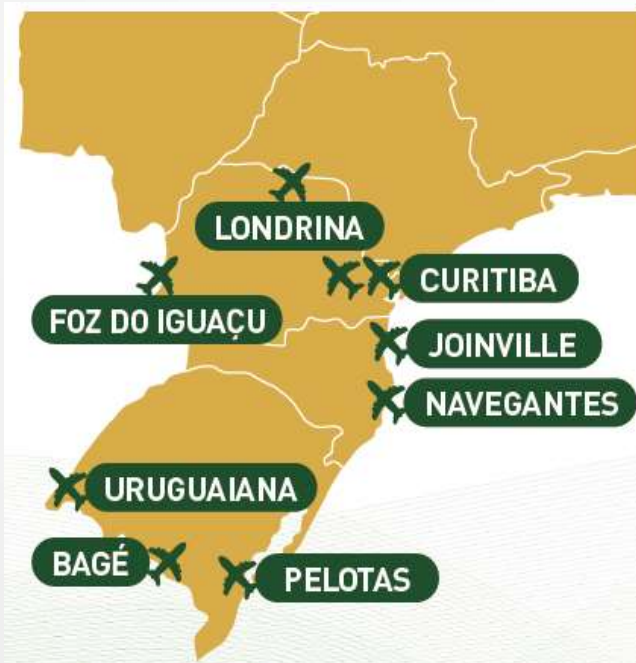 LONDRINA
FOZ DO IGUAÇU
CURITIBA
JOINVILLE
NAVEGANTES
URUGUAIANA
BAGÉ
PELOTAS